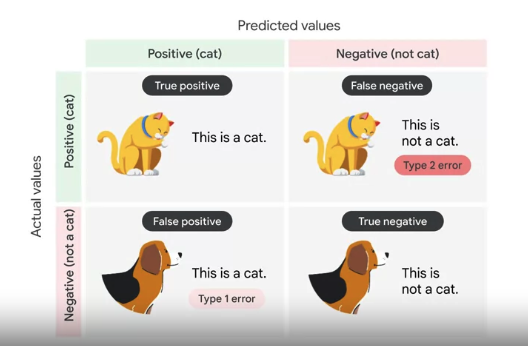 Predicted values
Positive (cat)
Negative (not cat)
Actual values
Positive (cat)
True positive
This is a cat.
False negative
This is
not a cat.
Type 2 error
Negative (not a cat)
False positive
This is a cat.
Type 1 error
True negative
This is
not a cat.